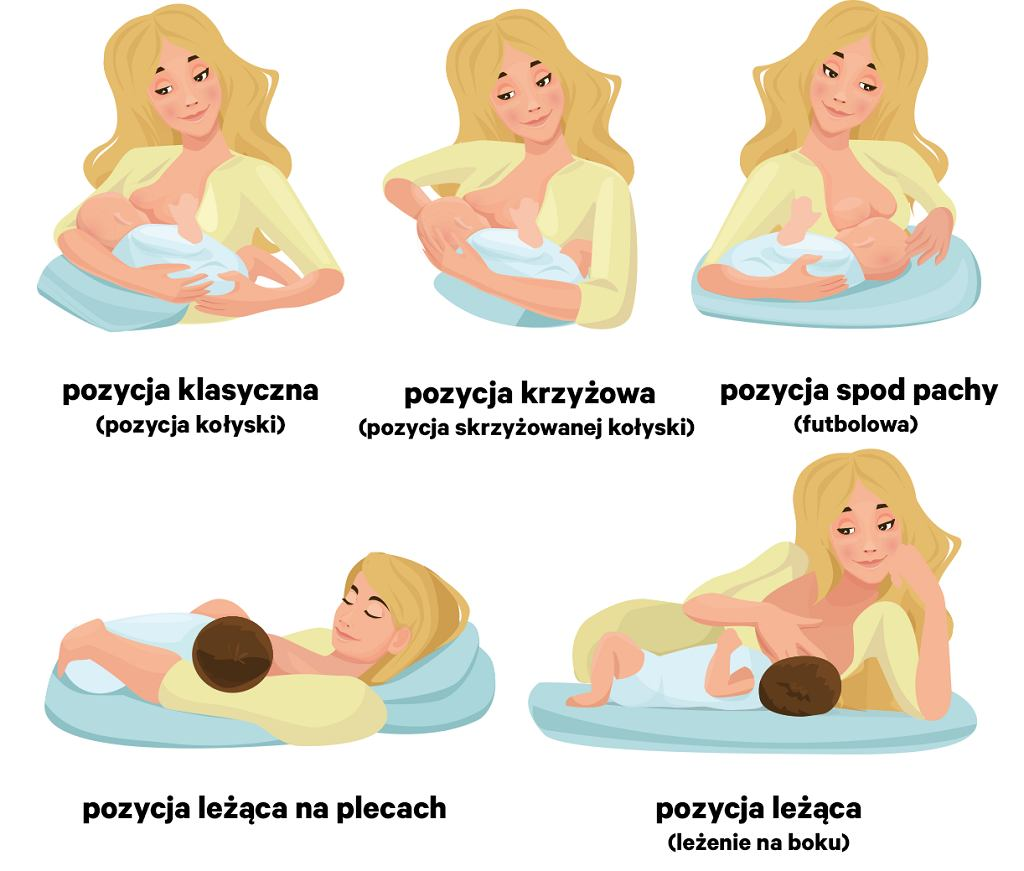 pozycja klasyczna
(pozycja kołyski)
pozycja krzyżowa
(pozycja skrzyżowanej kołyski)
pozycja spod pachy
(futbolowa)
pozycja leżąca na plecach
pozycja leżąca
(leżenie na boku)